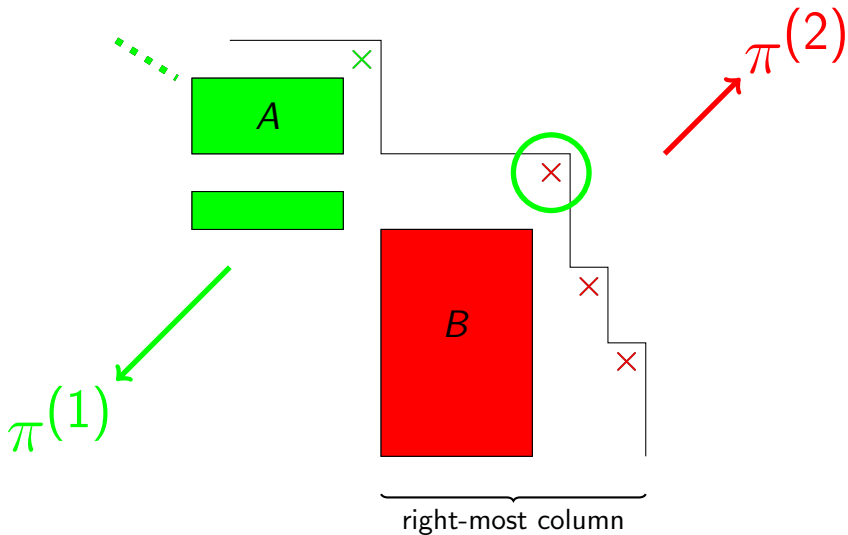 π(2)
A
B
π(1)
right-most column